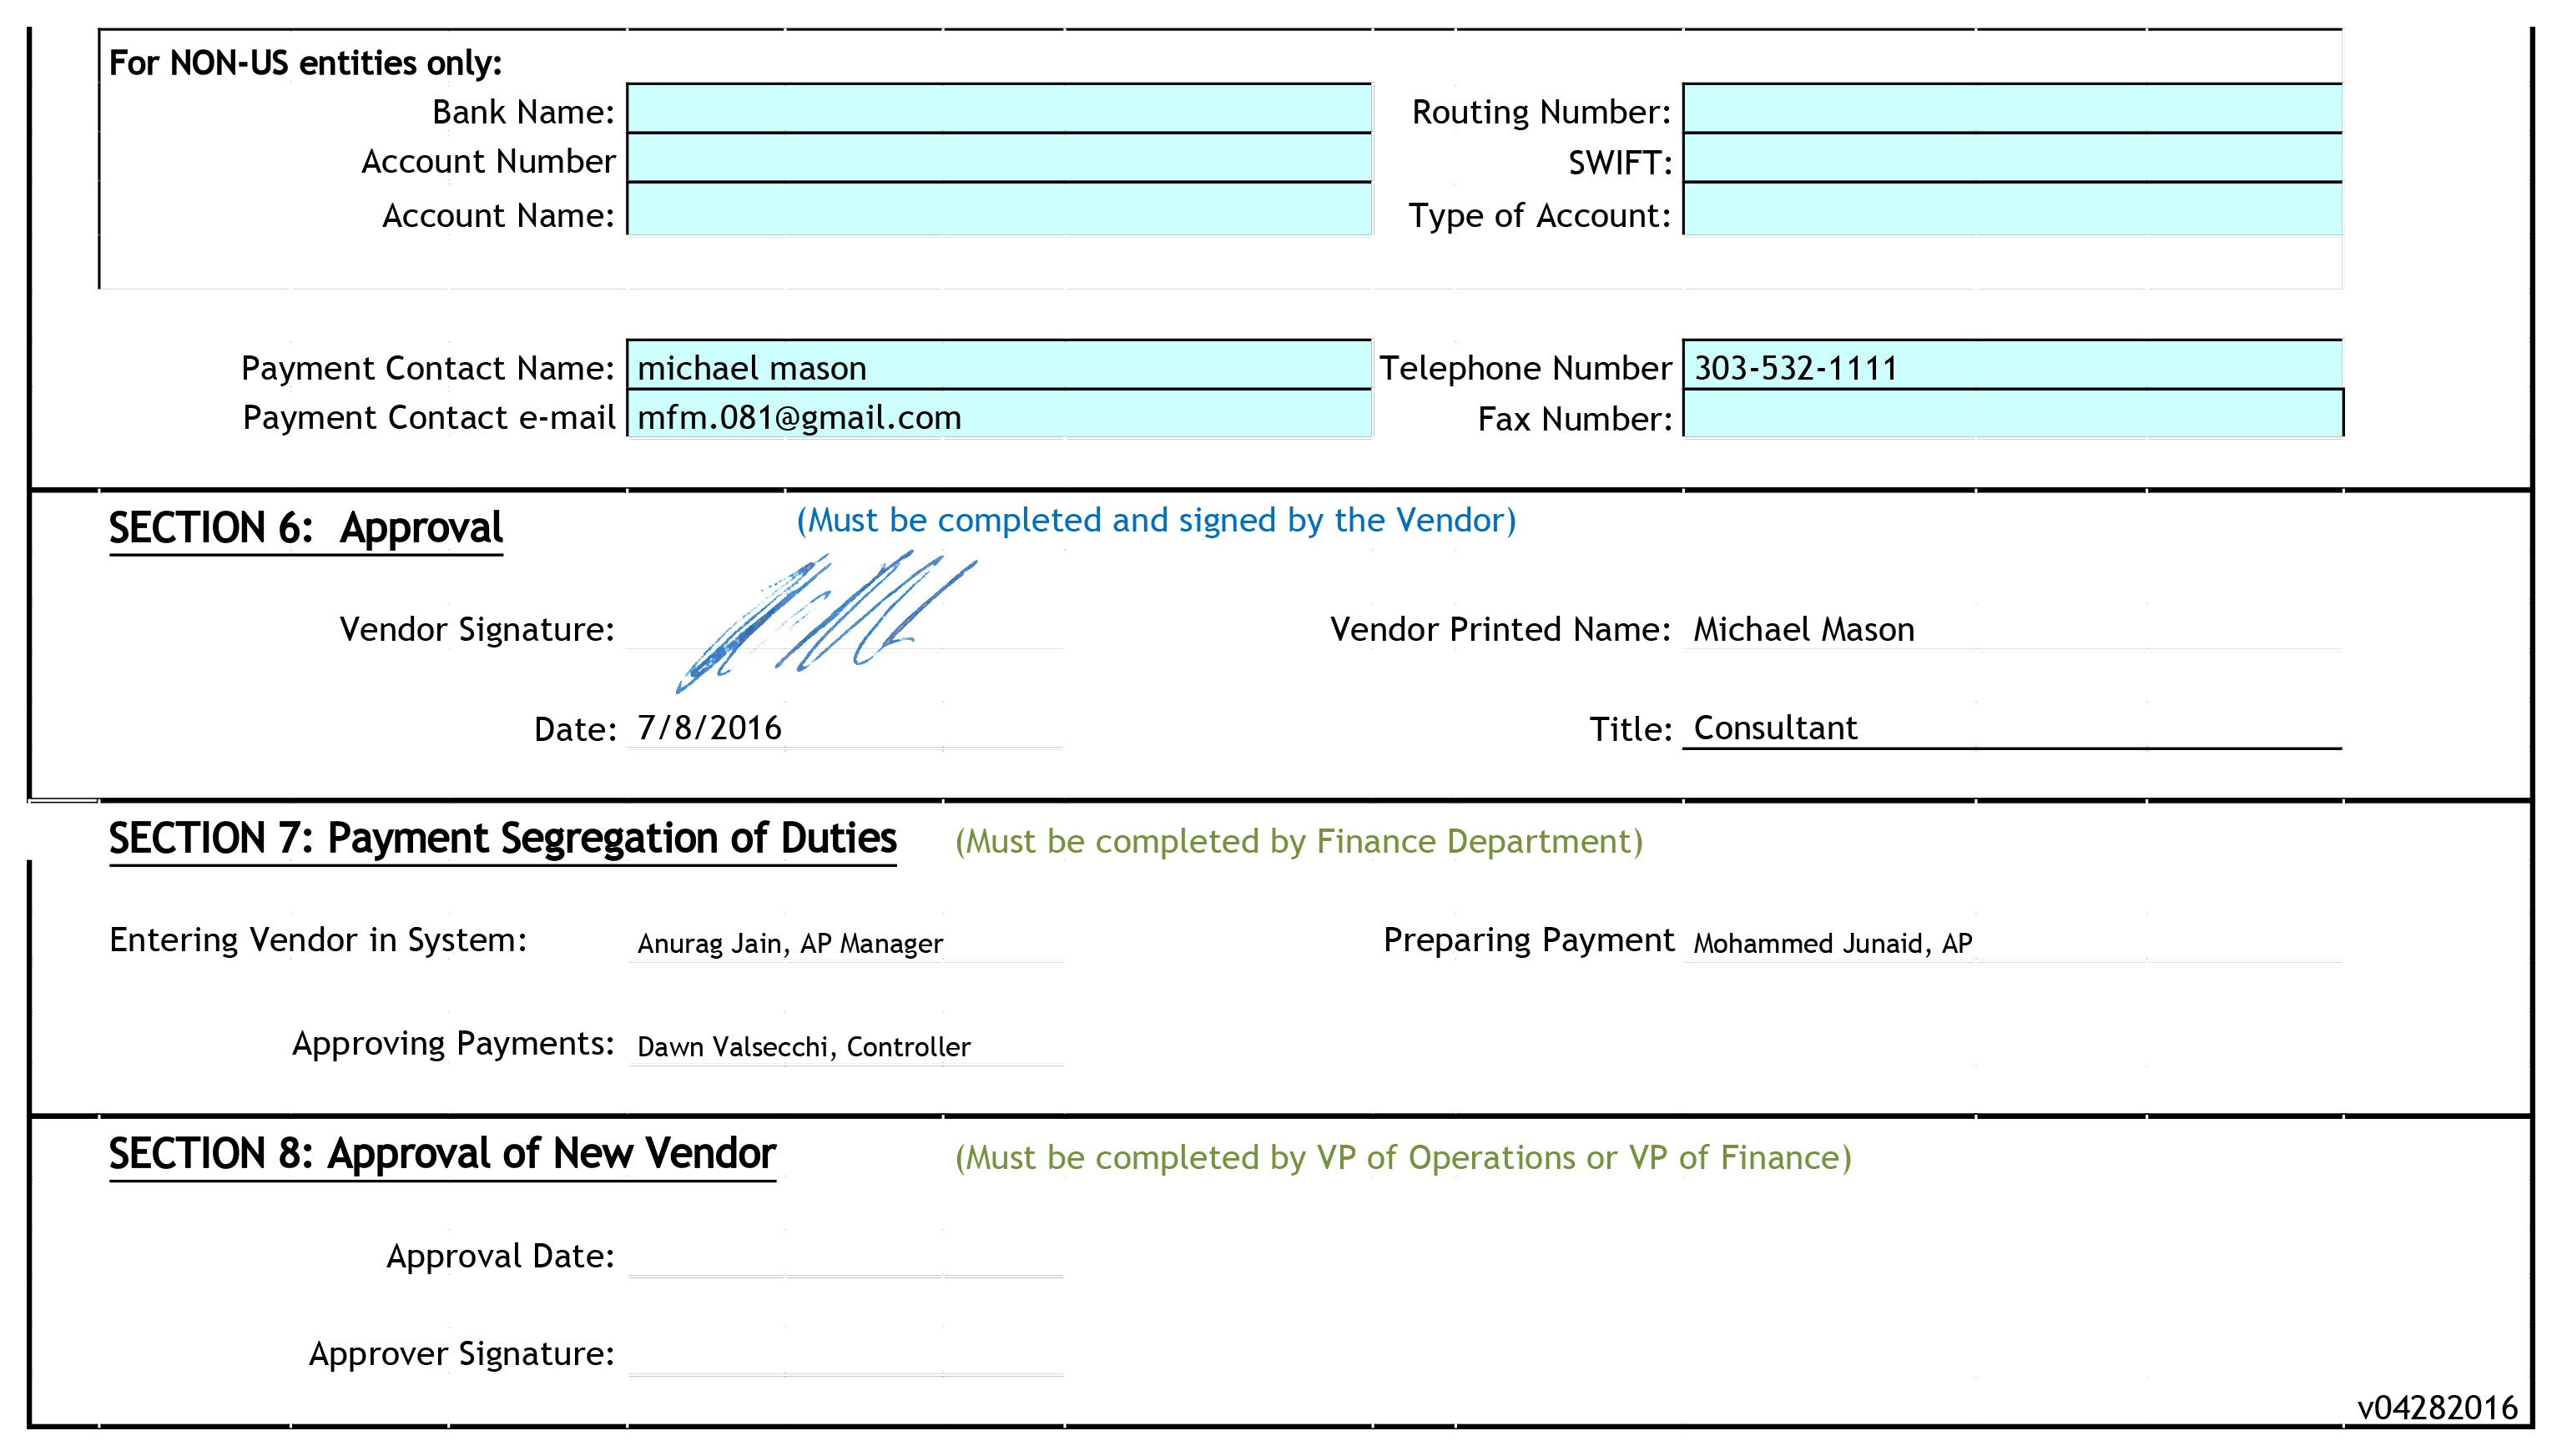 For NON-US entities only:
Bank Name: Routing Number:
Account Number SWIFT:
Account Name: Type of Account:
Payment Contact Name: michael mason Telephone Number 303-532-1111
Payment Contact e-mail mfm.081@gmail.com Fax Number:
SECTION 6: Approval (Must be completed and signed by the Vendor)
Vendor Signature: Vendor Printed Name: Michael Mason
Date: 7/8/2016 Title: Consultant
SECTION 7: Payment Segregation of Duties (Must be completed by Finance Department)
Entering Vendor in System: Anurag Jain, AP Manager Preparing Payment Mohammed Junaid, AP
Approving Payments: Dawn Valsecchi, Controller
SECTION 8: Approval of New Vendor (Must be completed by VP of Operations or VP of Finance)
Approval Date:
Approver Signature:
v04282016